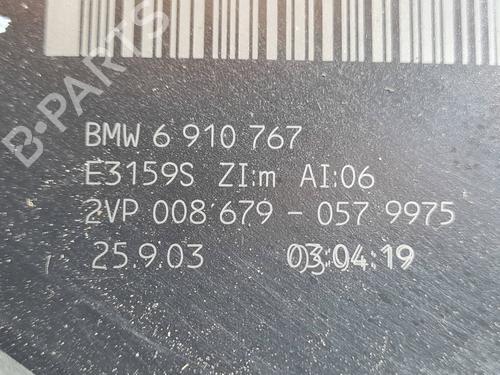 B-PARTS
BMW 6 910 767
E3159S ZI:m AI:06
2VP 008 679 - 057 9975
25.9.03 03:04:19